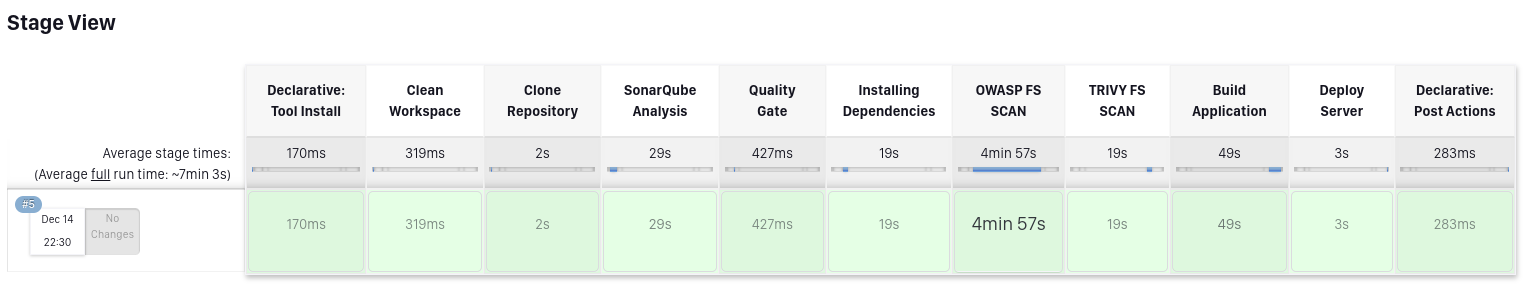 Stage View
Declarative: Tool Install
Clean Workspace
Clone Repository
SonarQube Analysis
Quality Gate
Installing Dependencies
OWASP FS SCAN
TRIVY FS SCAN
Build Application
Deploy Server
Declarative: Post Actions
Average stage times:
(Average full run time: ~7min 3s)
170ms 319ms 2s 29s 427ms 19s 4min 57s 19s 49s 3s 283ms
#5
Dec 14
22:30
No
Changes
170ms 319ms 2s 29s 427ms 19s 4min 57s 19s 49s 3s 283ms